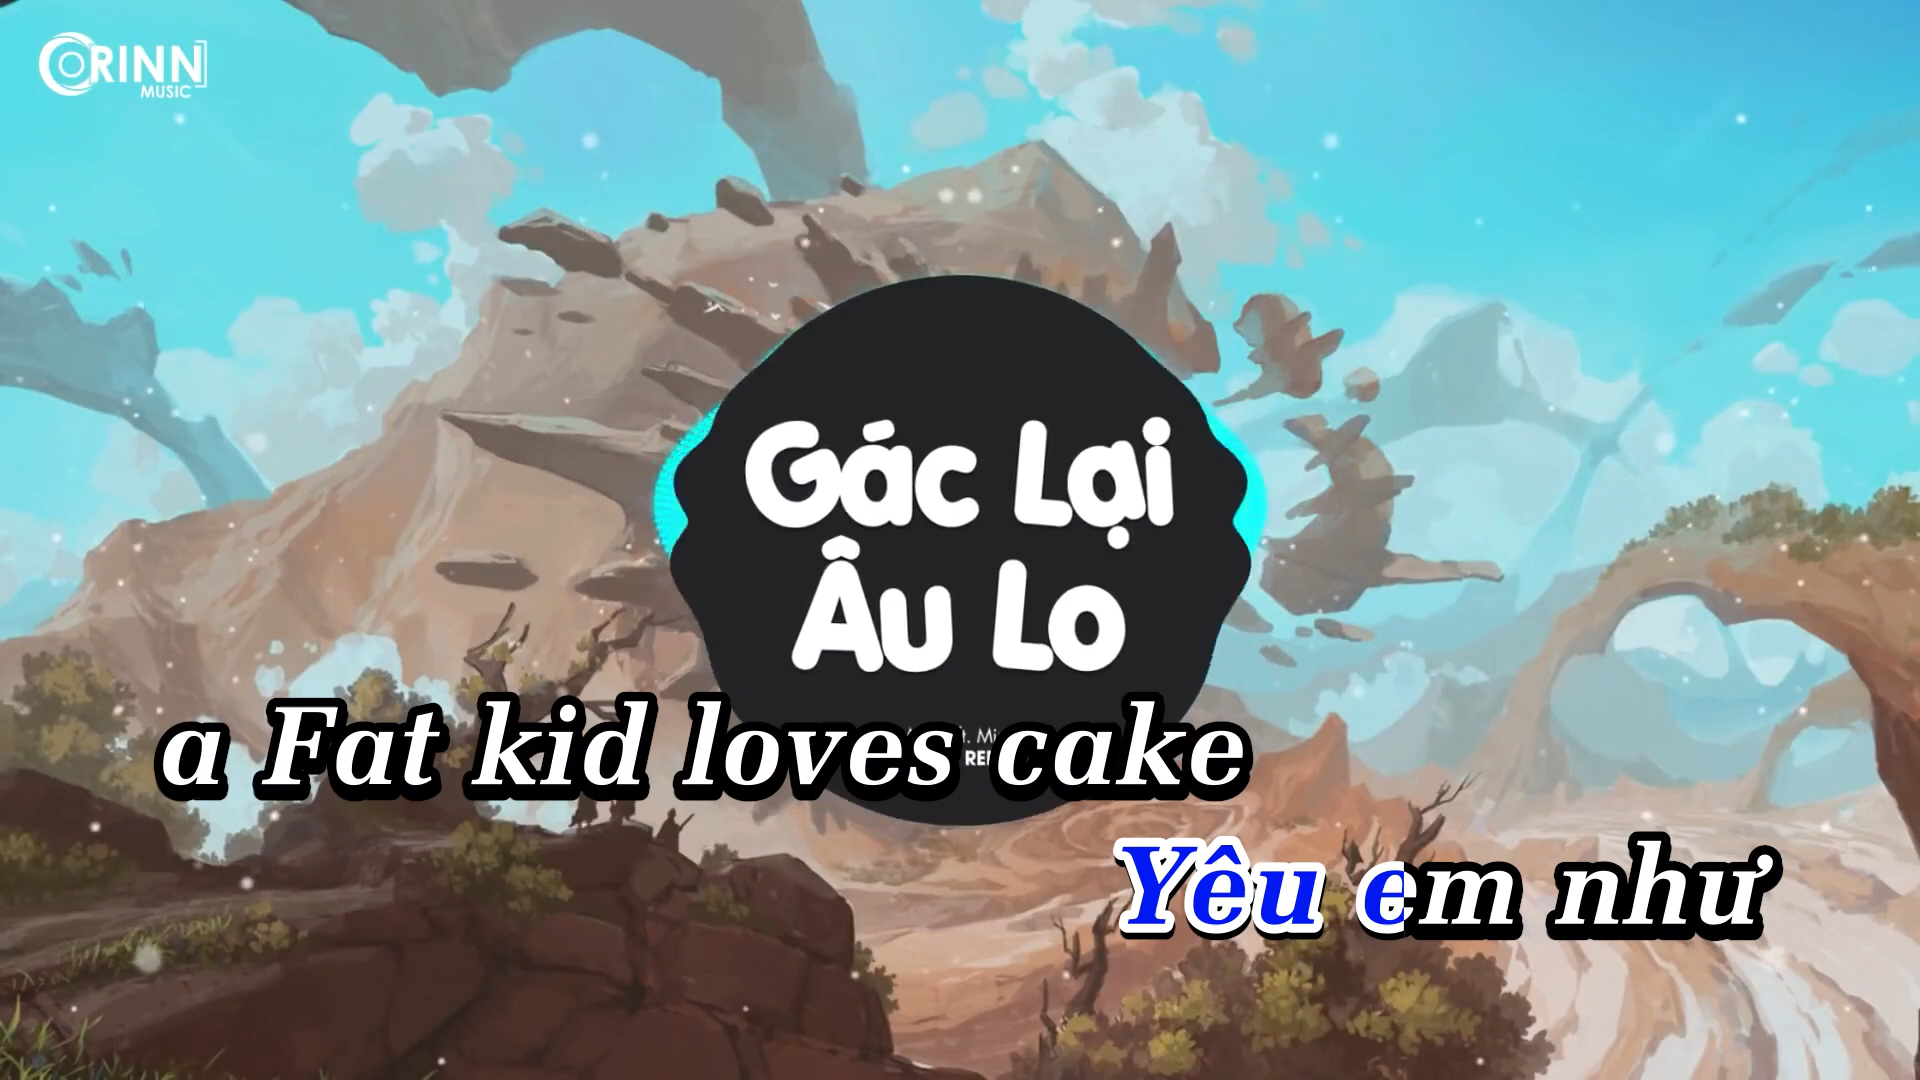 ORINN
MUSIC
Gác Lại
Âu Lo
a Fat kid loves cake
Yêu em như